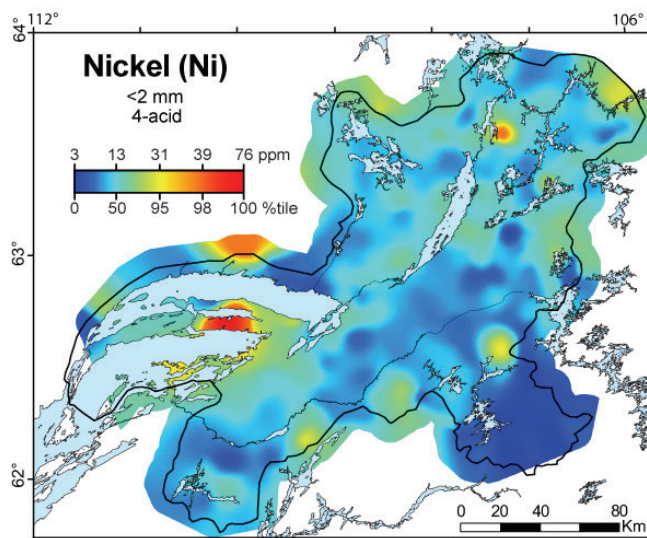 112° 106°
64°
Nickel (Ni)
<2 mm
4-acid
3 13 31 39 76 ppm
0 50 95 98 100 %tile
63°
62°
0 20 40 60 80
Km